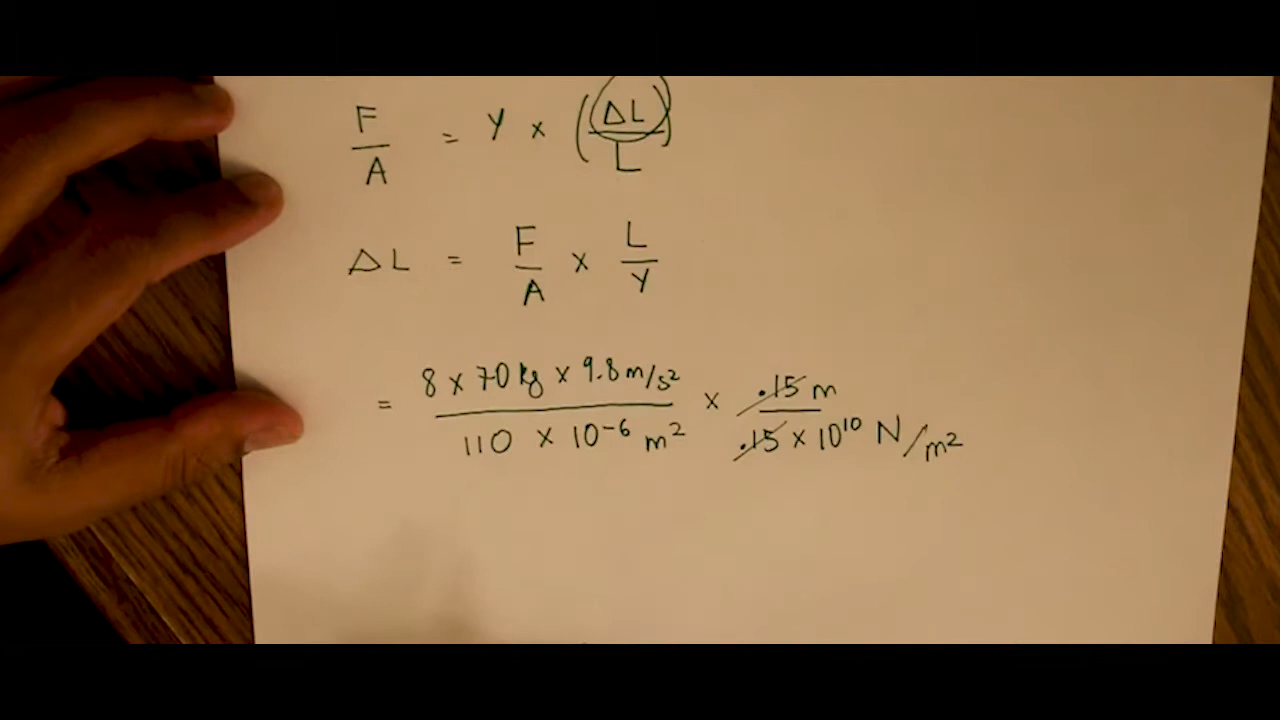 F/A = Y × (ΔL/L)
ΔL = F/A × L/Y
= 8 × 70 kg × 9.8 m/s² / 110 × 10⁻⁶ m² × .15 m / .15 × 10¹⁰ N/m²